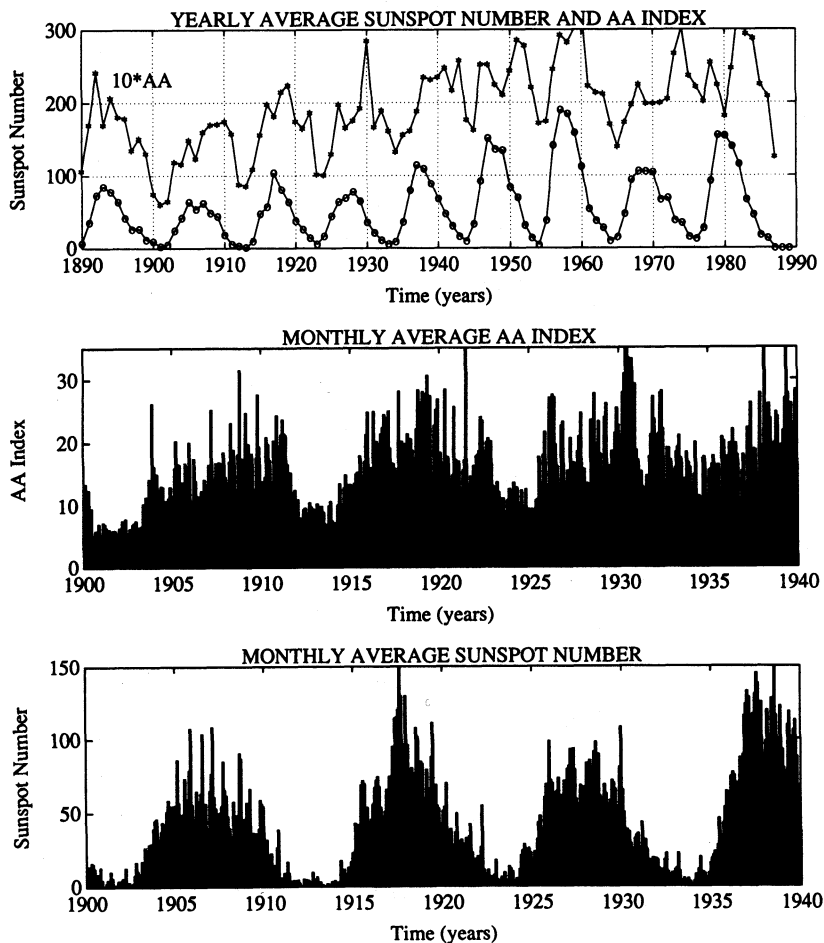 YEARLY AVERAGE SUNSPOT NUMBER AND AA INDEX
300
200
100
0
Sunspot Number
10*AA
1890 1900 1910 1920 1930 1940 1950 1960 1970 1980 1990
Time (years)
MONTHLY AVERAGE AA INDEX
30
20
10
0
AA Index
1900 1905 1910 1915 1920 1925 1930 1935 1940
Time (years)
MONTHLY AVERAGE SUNSPOT NUMBER
150
100
50
0
Sunspot Number
1900 1905 1910 1915 1920 1925 1930 1935 1940
Time (years)